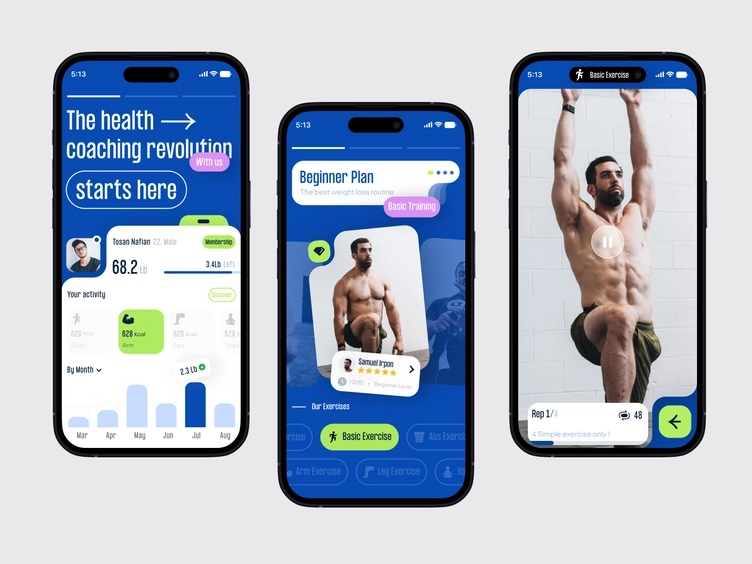 5:13
The health →
coaching revolution
With us
starts here
Tosan Nafian 22, Male
Membership
68.2 lb
3.4Lb Left
Your activity
Discover
628 Kcal
628 Kcal
628 Kcal
628
Arm
Leg
By Month
2.3 Lb
Mar Apr May Jun Jul Aug
5:13
Beginner Plan
The best weight loss routine
Basic Training
Samuel Irpon
12:00 • Beginner Level
Our Exercises
Basic Exercise
Abs Exerci
Arm Exercise
Leg Exercise
Yo
5:13
Basic Exercise
Rep 1/4
48
4 Simple exercise only!